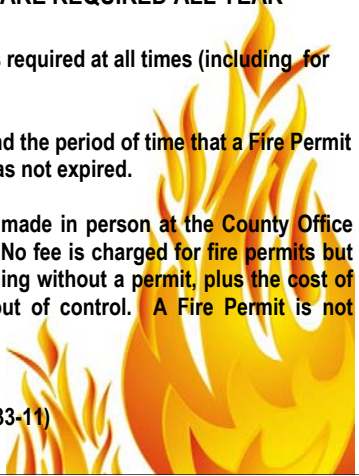 ARE REQUIRED ALL YEAR
required at all times (including for
nd the period of time that a Fire Permit
as not expired.
made in person at the County Office
No fee is charged for fire permits but
ing without a permit, plus the cost of
out of control. A Fire Permit is not
33-11)